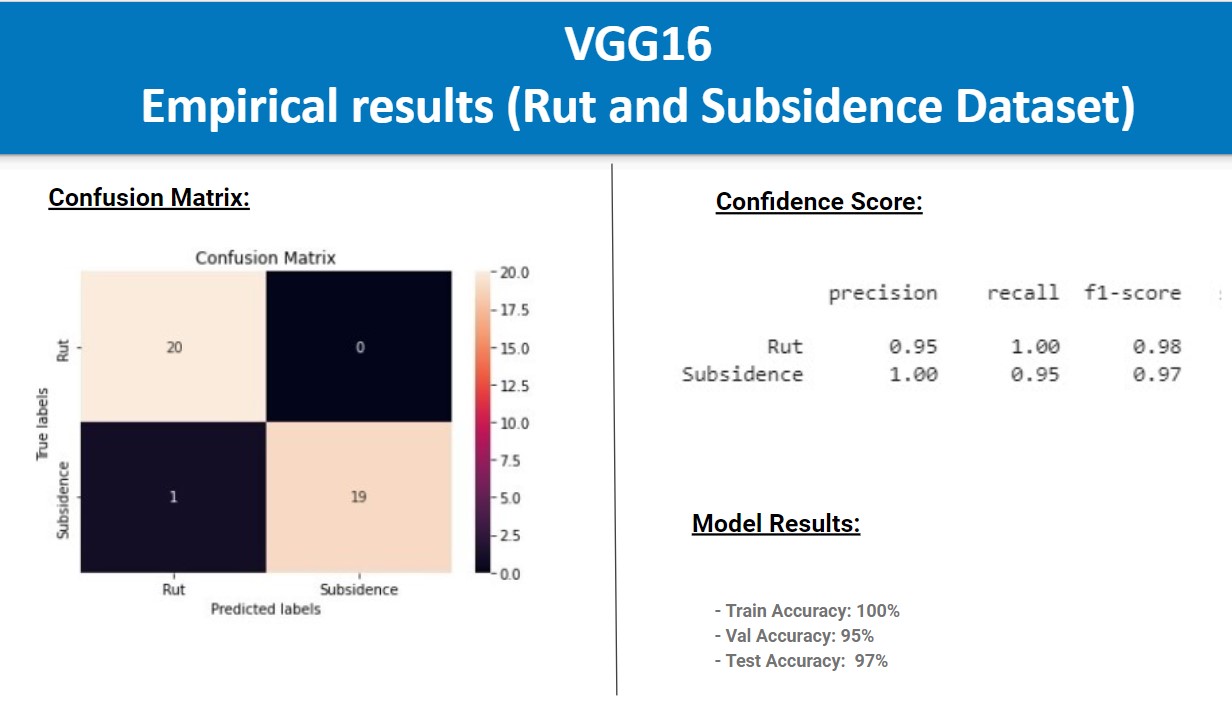 VGG16
Empirical results (Rut and Subsidence Dataset)
Confusion Matrix:
Confusion Matrix
Rut
Subsidence
True labels
20
0
1
19
Rut
Subsidence
Predicted labels
20.0
17.5
15.0
12.5
10.0
7.5
5.0
2.5
0.0
Confidence Score:
precision recall f1-score
Rut 0.95 1.00 0.98
Subsidence 1.00 0.95 0.97
Model Results:
- Train Accuracy: 100%
- Val Accuracy: 95%
- Test Accuracy: 97%